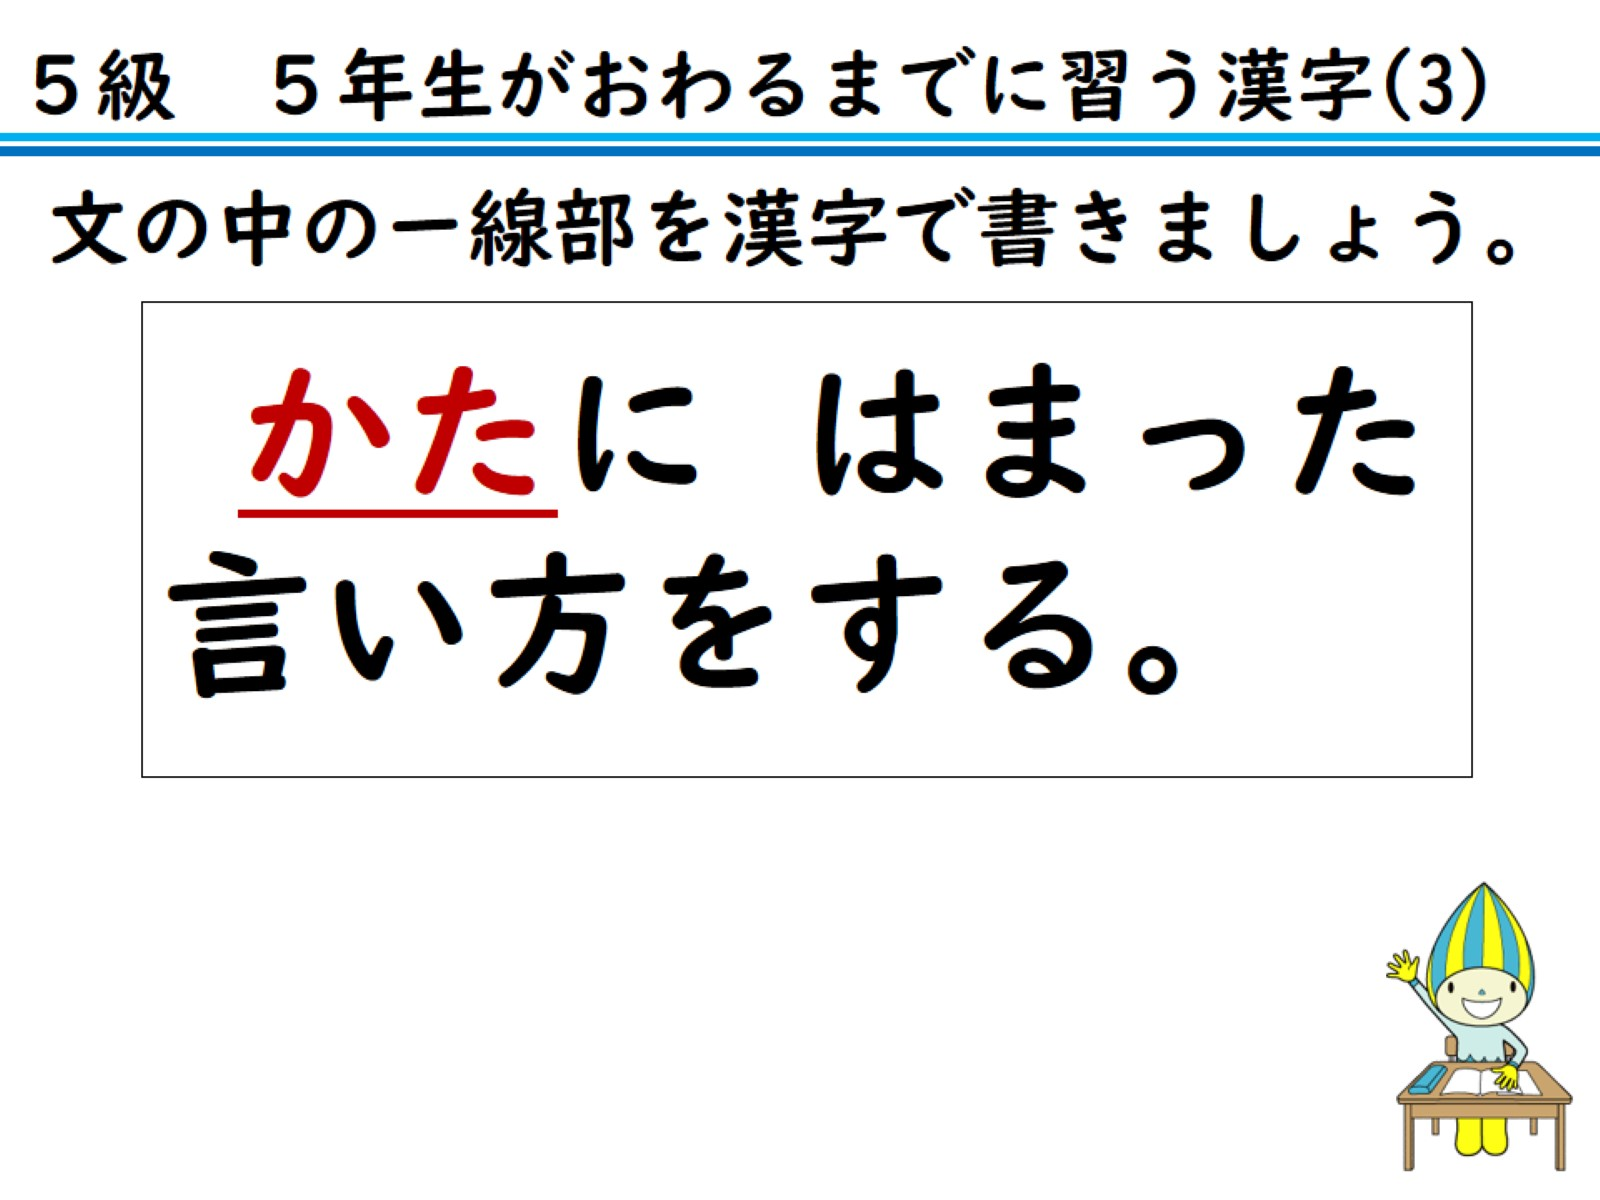 ５級　５年生がおわるまでに習う漢字(3)
文の中の一線部を漢字で書きましょう。
かたに はまった
言い方をする。